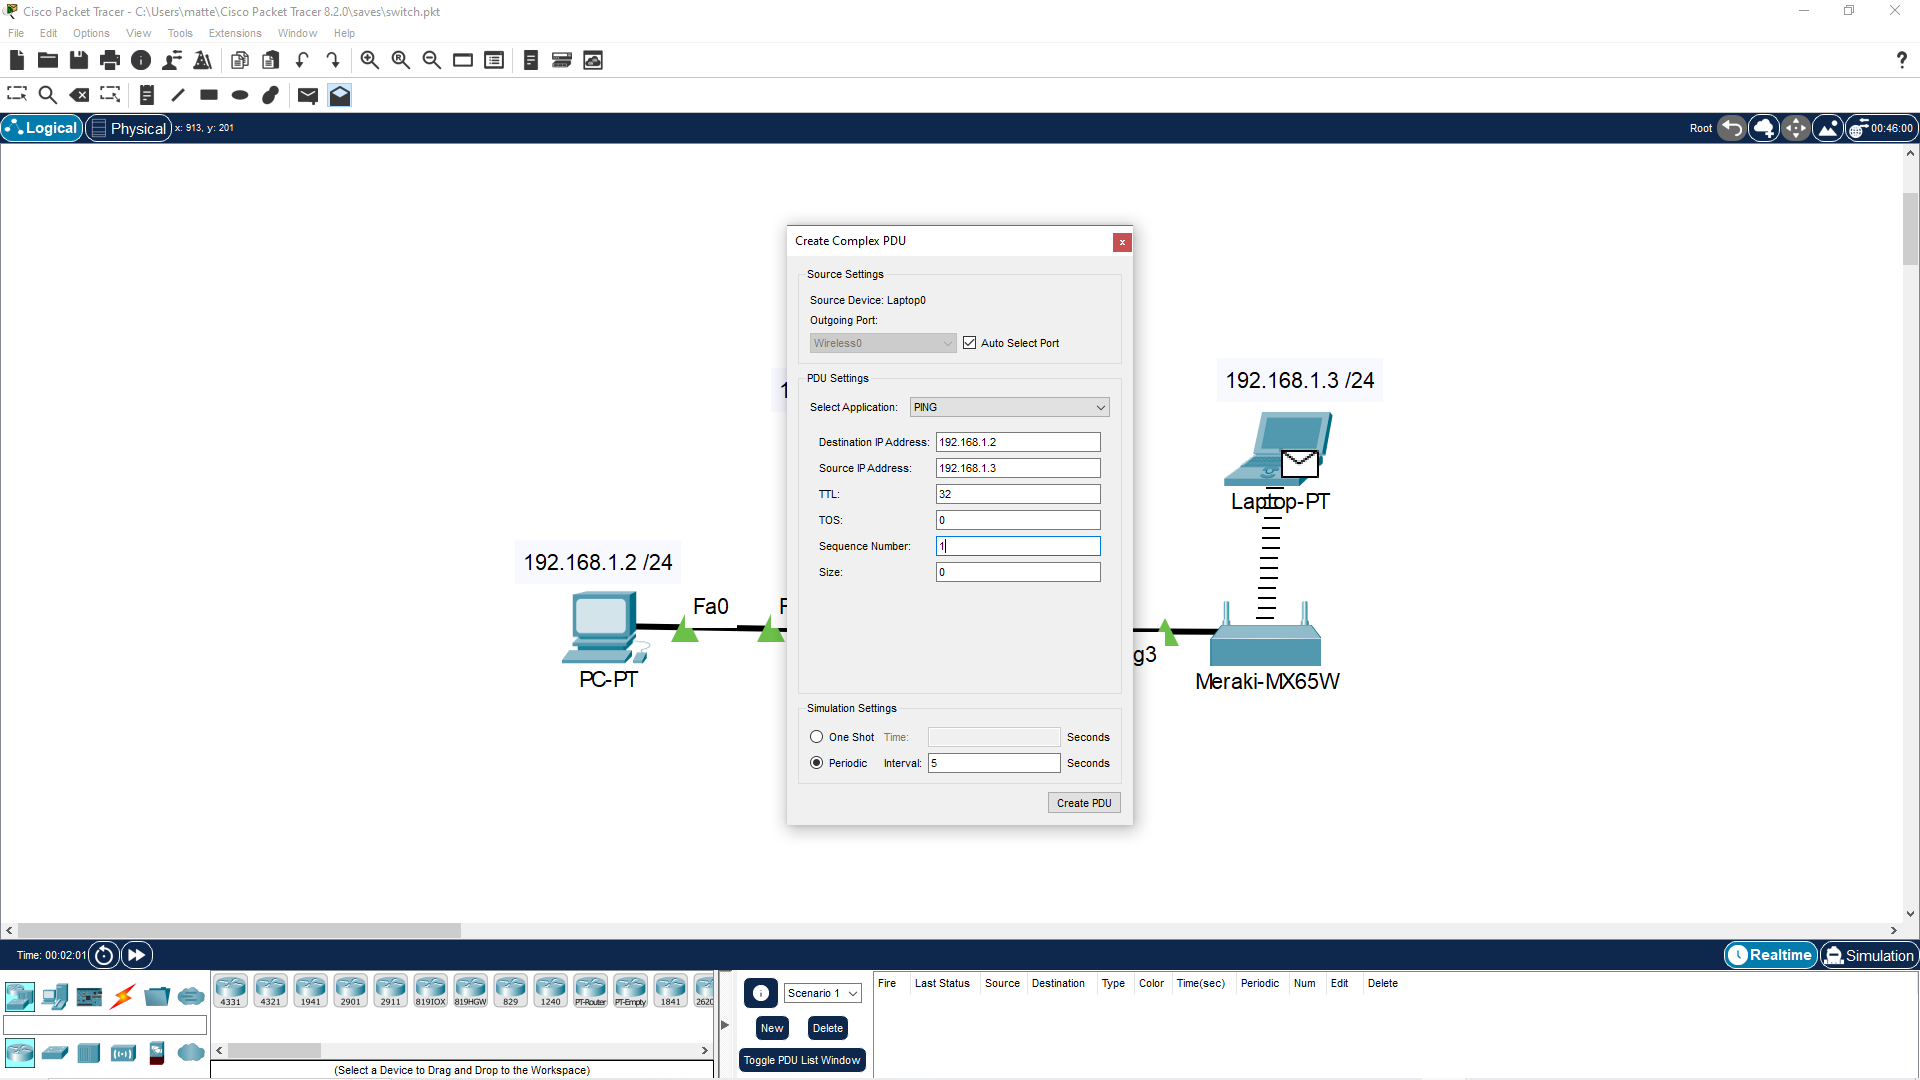 Cisco Packet Tracer - C:\Users\matte\Cisco Packet Tracer 8.2.0\saves\switch.pkt
File Edit Options View Tools Extensions Window Help
?
Logical Physical x: 913, y: 201 Root 00:46:00
Create Complex PDU
x
Source Settings
Source Device: Laptop0
Outgoing Port:
Wireless0 Auto Select Port
PDU Settings
Select Application: PING
Destination IP Address: 192.168.1.2
Source IP Address: 192.168.1.3
TTL: 32
TOS: 0
Sequence Number: 1
Size: 0
Simulation Settings
One Shot Time: Seconds
Periodic Interval: 5 Seconds
Create PDU
1
192.168.1.3 /24
Laptop-PT
192.168.1.2 /24
Fa0
F
PC-PT
g3
Meraki-MX65W
Time: 00:02:01 Realtime Simulation
4331 4321 1941 2901 2911 819IOX 819HGW 829 1240 PT-Router PT-Empty 1841 2620
(Select a Device to Drag and Drop to the Workspace)
Scenario 1
New Delete
Toggle PDU List Window
Fire Last Status Source Destination Type Color Time(sec) Periodic Num Edit Delete